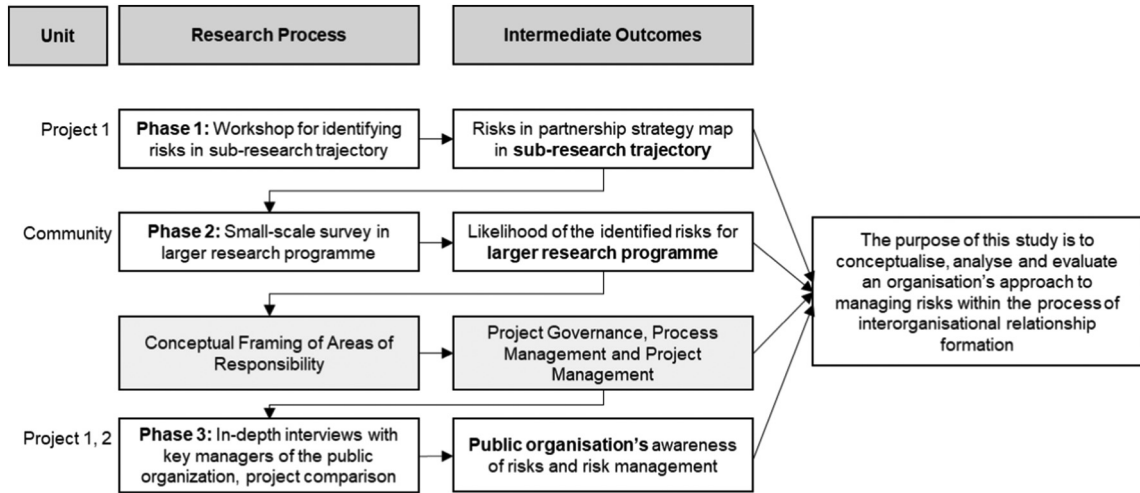 Unit
Research Process
Intermediate Outcomes
Project 1
Phase 1: Workshop for identifying
risks in sub-research trajectory
Risks in partnership strategy map
in sub-research trajectory
Community
Phase 2: Small-scale survey in
larger research programme
Likelihood of the identified risks for
larger research programme
The purpose of this study is to
conceptualise, analyse and evaluate
an organisation's approach to
managing risks within the process of
interorganisational relationship
formation
Conceptual Framing of Areas of
Responsibility
Project Governance, Process
Management and Project
Management
Project 1, 2
Phase 3: In-depth interviews with
key managers of the public
organization, project comparison
Public organisation's awareness
of risks and risk management